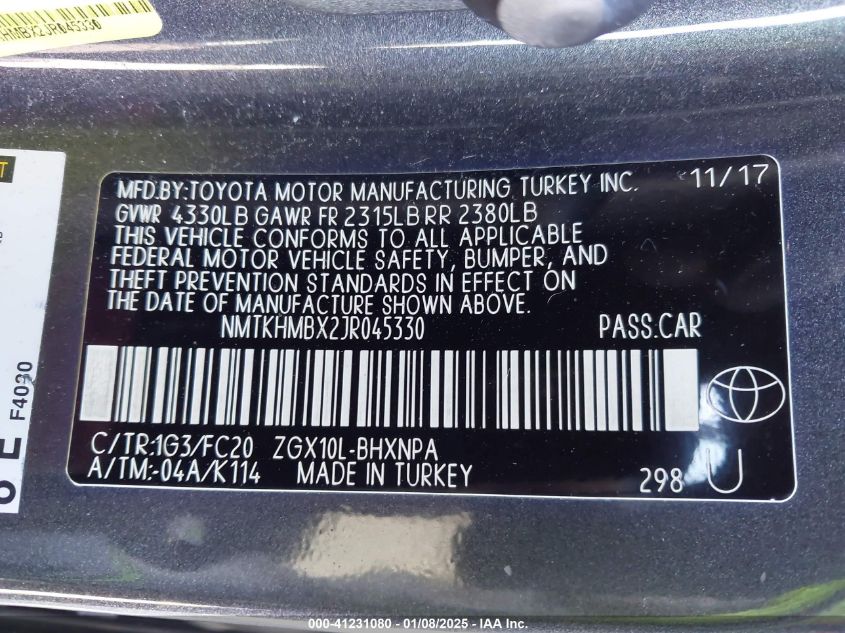 HMBX2JR045330
MFD.BY:TOYOTA MOTOR MANUFACTURING TURKEY INC. 11/17
GVWR 4330LB GAWR FR 2315LB RR 2380LB
THIS VEHICLE CONFORMS TO ALL APPLICABLE
FEDERAL MOTOR VEHICLE SAFETY, BUMPER, AND
THEFT PREVENTION STANDARDS IN EFFECT ON
THE DATE OF MANUFACTURE SHOWN ABOVE.
NMTKHMBX2JR045330 PASS.CAR
C/TR:1G3/FC20 ZGX10L-BHXNPA
A/TM:-04A/K114 MADE IN TURKEY 298 U
F4090
000-41231080 - 01/08/2025 - IAA Inc.